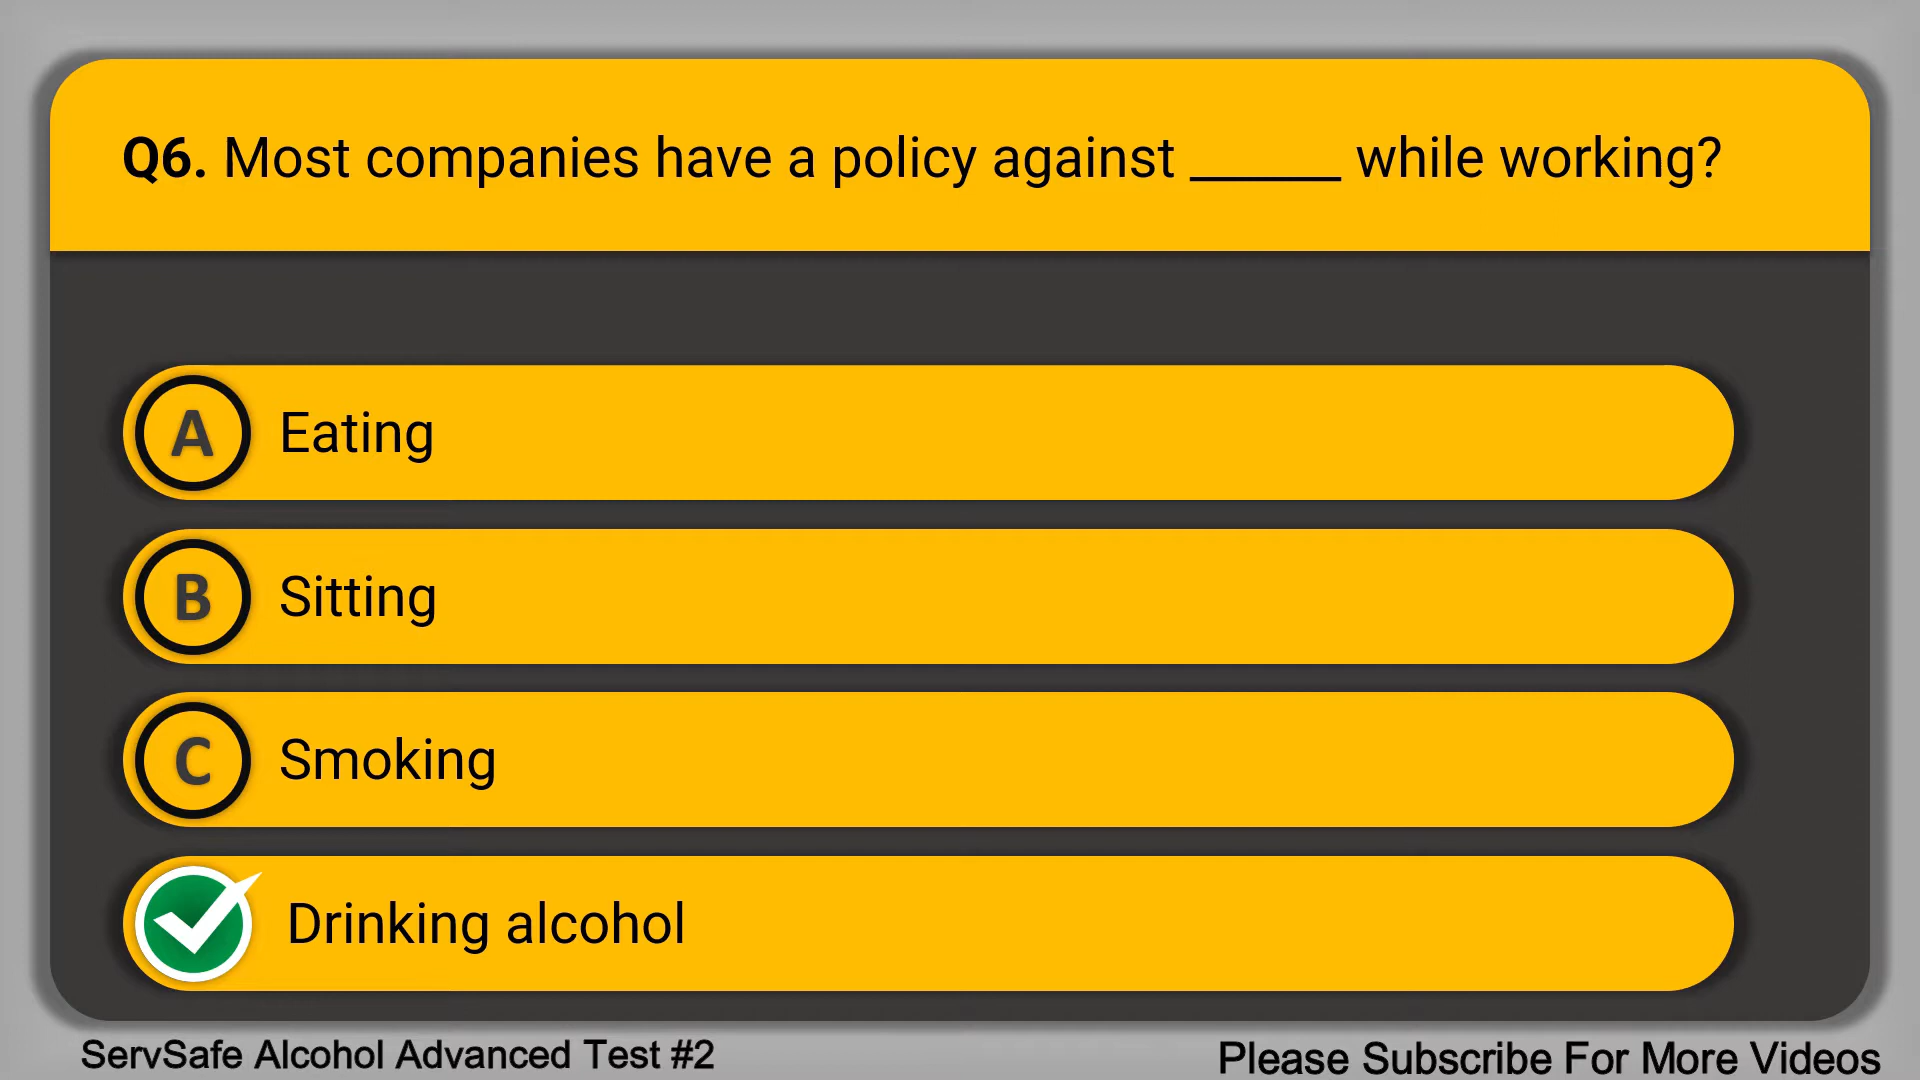 Q6. Most companies have a policy against ______ while working?
A Eating
B Sitting
C Smoking
Drinking alcohol
ServSafe Alcohol Advanced Test #2
Please Subscribe For More Videos